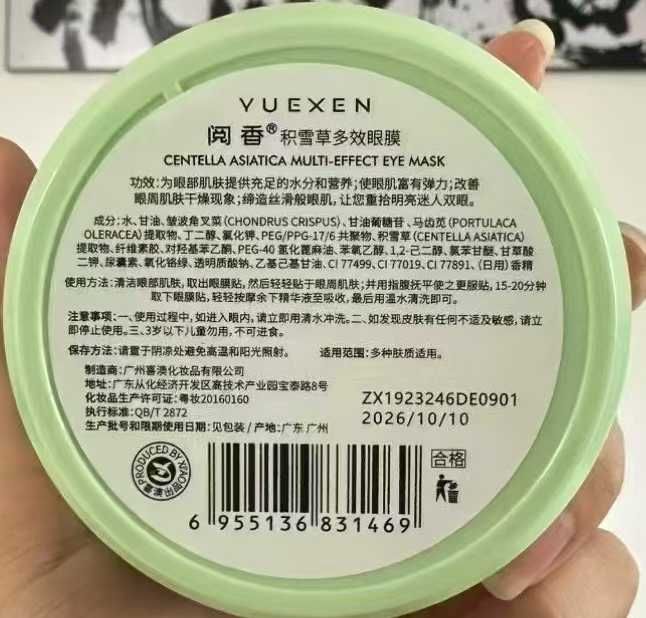 YUEXEN
阅香® 积雪草多效眼膜
CENTELLA ASIATICA MULTI-EFFECT EYE MASK
功效:为眼部肌肤提供充足的水分和营养;使眼肌富有弹力;改善
眼周肌肤干燥现象;缔造丝滑般眼肌,让您重拾明亮迷人双眼。
成分:水、甘油、皱波角叉菜(CHONDRUS CRISPUS)、甘油葡糖苷、马齿苋(PORTULACA
OLERACEA)提取物、丁二醇、氯化钾、PEG/PPG-17/6 共聚物、积雪草(CENTELLA ASIATICA)
提取物、纤维素胶、对羟基苯乙酮、PEG-40 氢化蓖麻油、苯氧乙醇、1,2-己二醇、氯苯甘醚、甘草酸
二钾、尿囊素、氧化铬绿、透明质酸钠、乙基己基甘油、CI 77499、CI 77019、CI 77891、(日用)香精
使用方法:清洁眼部肌肤,取出眼膜贴,然后轻轻贴于眼周肌肤;并用指腹抚平使之更服贴,15-20分钟
取下眼膜贴,轻轻按摩余下精华液至吸收,最后用温水清洗即可。
注意事项:一、使用过程中,如进入眼内,请立即用清水冲洗。二、如发现皮肤有任何不适及敏感,请立
即停止使用。三、3岁以下儿童勿用,不可进食。
保存方法:请置于阴凉处避免高温和阳光照射。 适用范围:多种肤质适用。
制造商:广州喜澳化妆品有限公司
地址:广东从化经济开发区高技术产业园宝泰路8号
化妆品生产许可证:粤妆20160160
执行标准:QB/T 2872
生产批号和限期使用日期:见包装/产地:广东 广州
ZX1923246DE0901
2026/10/10
合格
PRODUCED BY XIAO
喜澳出品
6 955136 831469